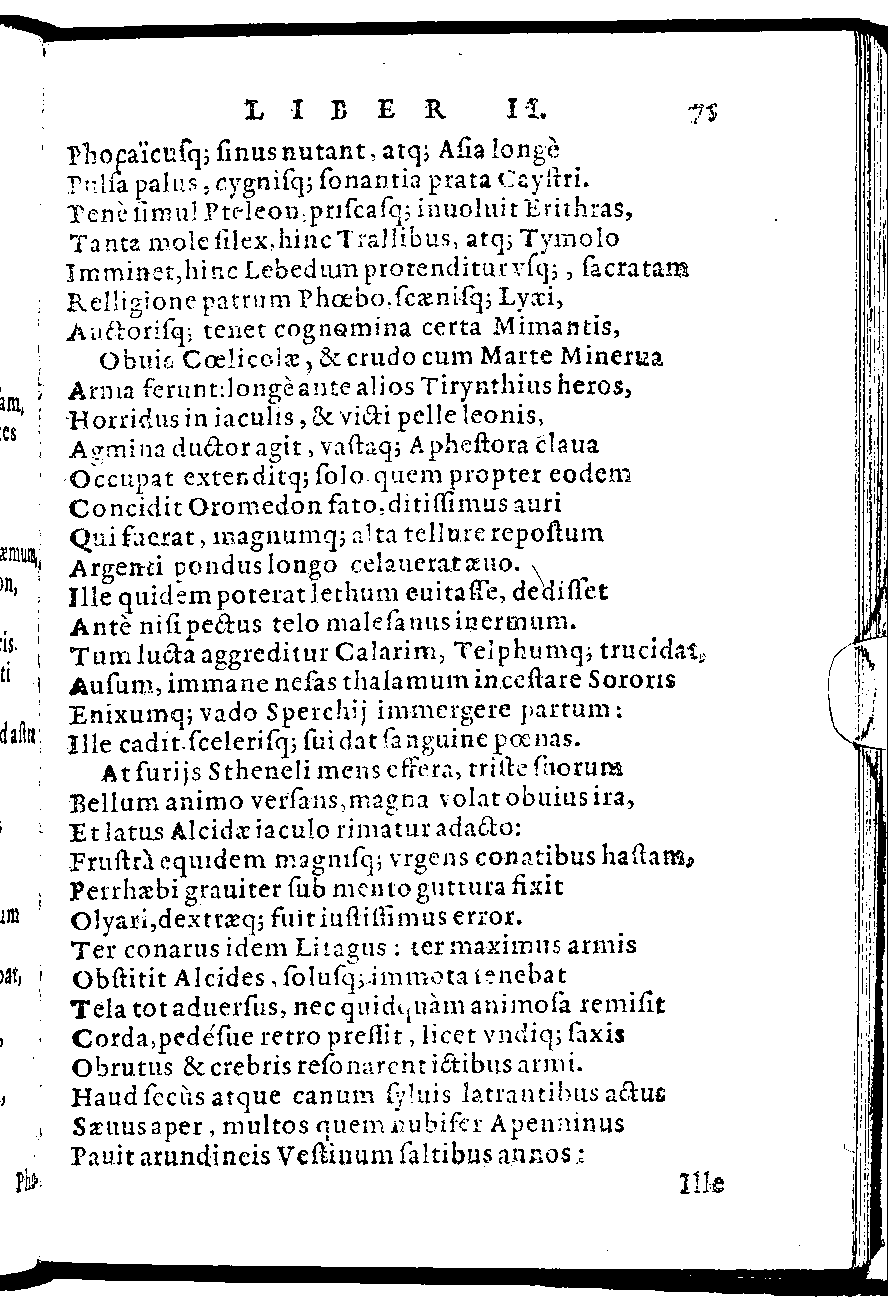 LIBER II. 75
Phocaïcuſq; ſinus nutant, atq; Aſia longè
Pulſa palus, cygniſq; ſonantia prata Cayſtri.
Penè ſimul Pteleon, priſcaſq; inuoluit Erithras,
Tanta mole ſilex, hinc Trallibus, atq; Tymolo
Imminet, hinc Lebedum protenditur vſq;, ſacratam
Relligione patrum Phœbo, ſcæniſq; Lyæi,
Auctoriſq; tenet cognomina certa Mimantis,
Obuia Cœlicolæ, & crudo cum Marte Minerua
Arma ferunt: longè ante alios Tirynthius heros,
Horridus in iaculis, & victi pelle leonis,
Agmina ductor agit, vaſtaq; Apheſtora claua
Occupat extenditq; ſolo. quem propter eodem
Concidit Oromedon fato, ditiſſimus auri
Qui fuerat, magnumq; alta tellure repoſtum
Argenti pondus longo celauerat æuo.
Ille quidem poterat lethum euitaſſe, dediſſet
Antè niſi pectus telo maleſanus inermum.
Tum lucta aggreditur Calarim, Telphumq; trucidat,
Auſum, immane nefas thalamum inceſtare Sororis
Enixumq; vado Sperchij immergere partum:
Ille cadit, ſceleriſq; ſui dat ſanguine pœnas.
At furijs Stheneli mens effera, triſte ſuorum
Bellum animo verſans, magna volat obuius ira,
Et latus Alcidæ iaculo rimatur adacto:
Fruſtrà equidem magniſq; vrgens conatibus haſtam,
Perrhæbi grauiter ſub mento guttura fixit
Olyari, dextræq; fuit iuſtiſſimus error.
Ter conatus idem Litagus: ter maximus armis
Obſtitit Alcides, ſoluſq; immota tenebat
Tela tot aduerſus, nec quidquàm animoſa remiſit
Corda, pedéſue retro preſſit, licet vndiq; ſaxis
Obrutus & crebris reſonarent ictibus armi.
Haud ſecùs atque canum ſyluis latrantibus actus
Sæuus aper, multos quem nubifer Apenninus
Pauit arundineis Veſtinum ſaltibus annos:
Ille